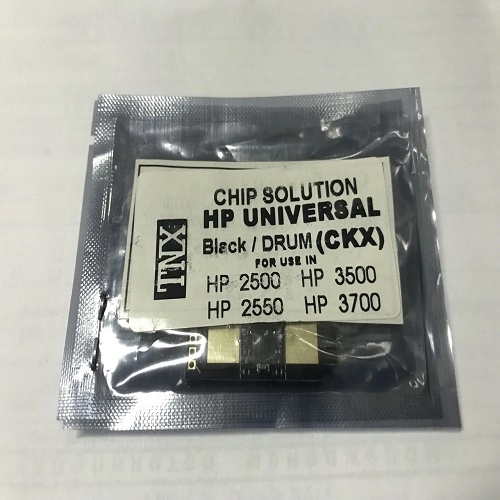 TNX
CHIP SOLUTION
HP UNIVERSAL
Black / DRUM (CKX)
FOR USE IN
HP 2500 HP 3500
HP 2550 HP 3700